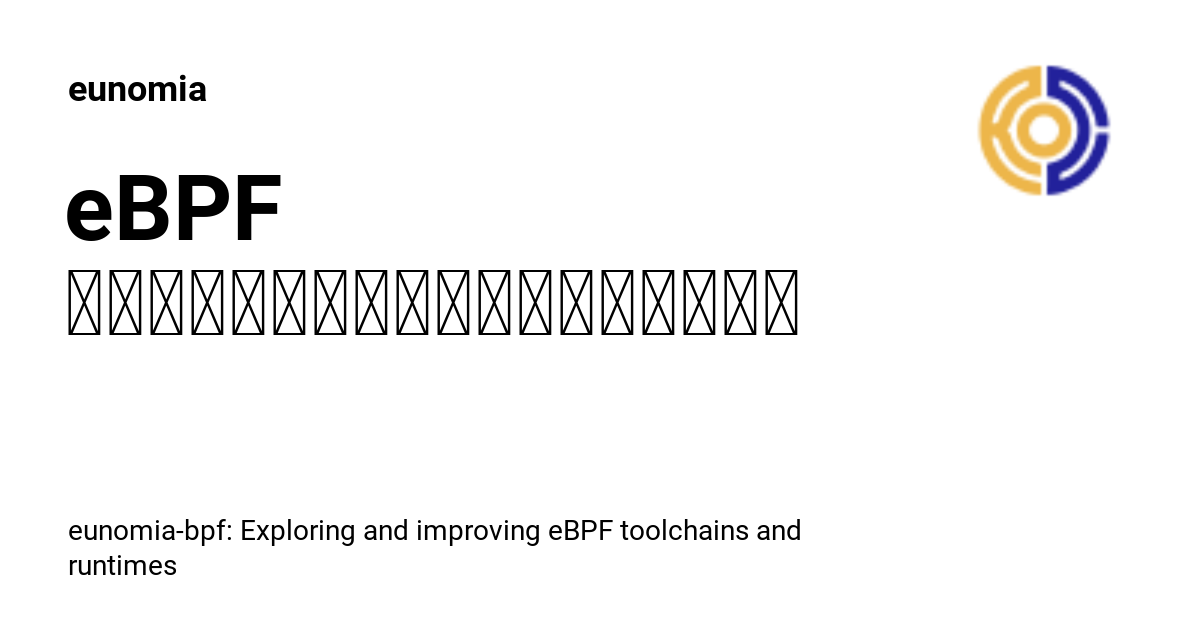 eunomia
eBPF
eunomia-bpf: Exploring and improving eBPF toolchains and
runtimes